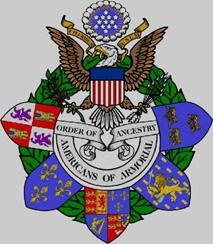 ORDER OF ANCESTRY
AMERICANS OF ARMORIAL